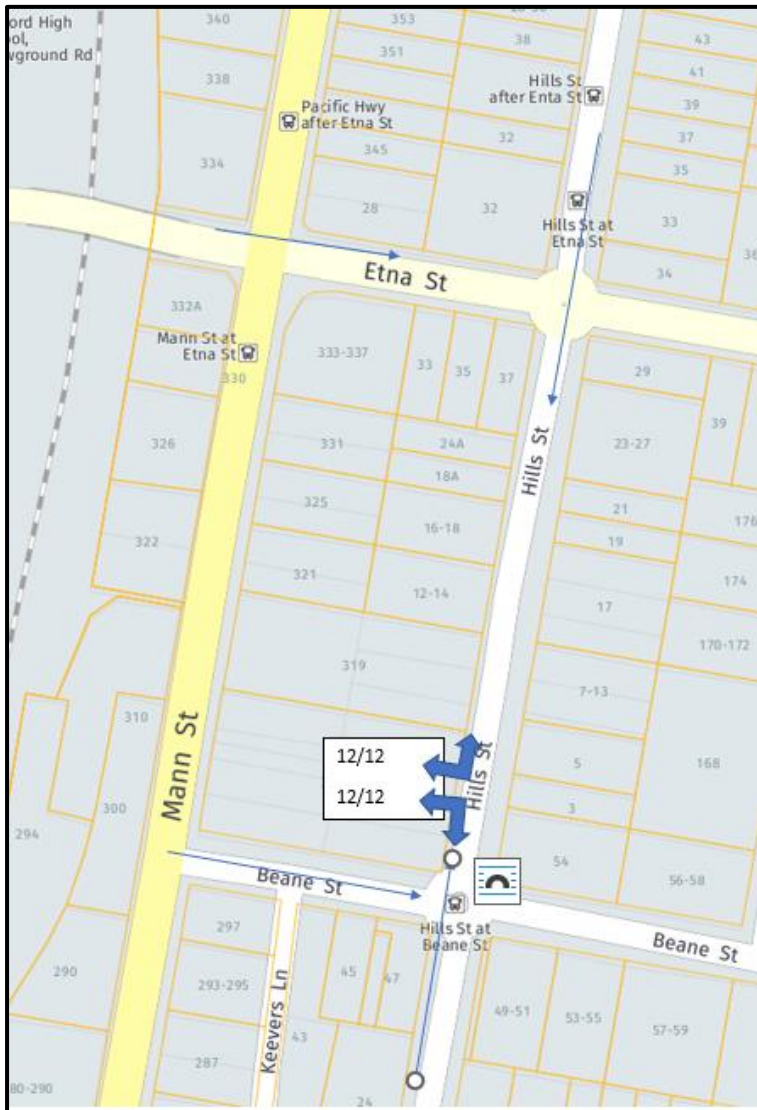 ord High
ol,
wground Rd
340
338
334
353
351
345
28
38
32
32
43
41
39
37
35
33
34
36
Hills St
after Enta St
Pacific Hwy
after Etna St
Hills St at
Etna St
Etna St
332A
Mann St at
Etna St
330
333-337
33
35
37
29
39
326
331
24A
18A
23-27
Hills St
322
325
16-18
21
19
176
321
12-14
17
174
170-172
319
7-13
310
Mann St
12/12
12/12
Hills St
5
168
3
300
294
54
56-58
Beane St
Hills St at
Beane St
Beane St
297
290
293-295
45
47
49-51
53-55
57-59
Keevers Ln
43
287
80-290
24